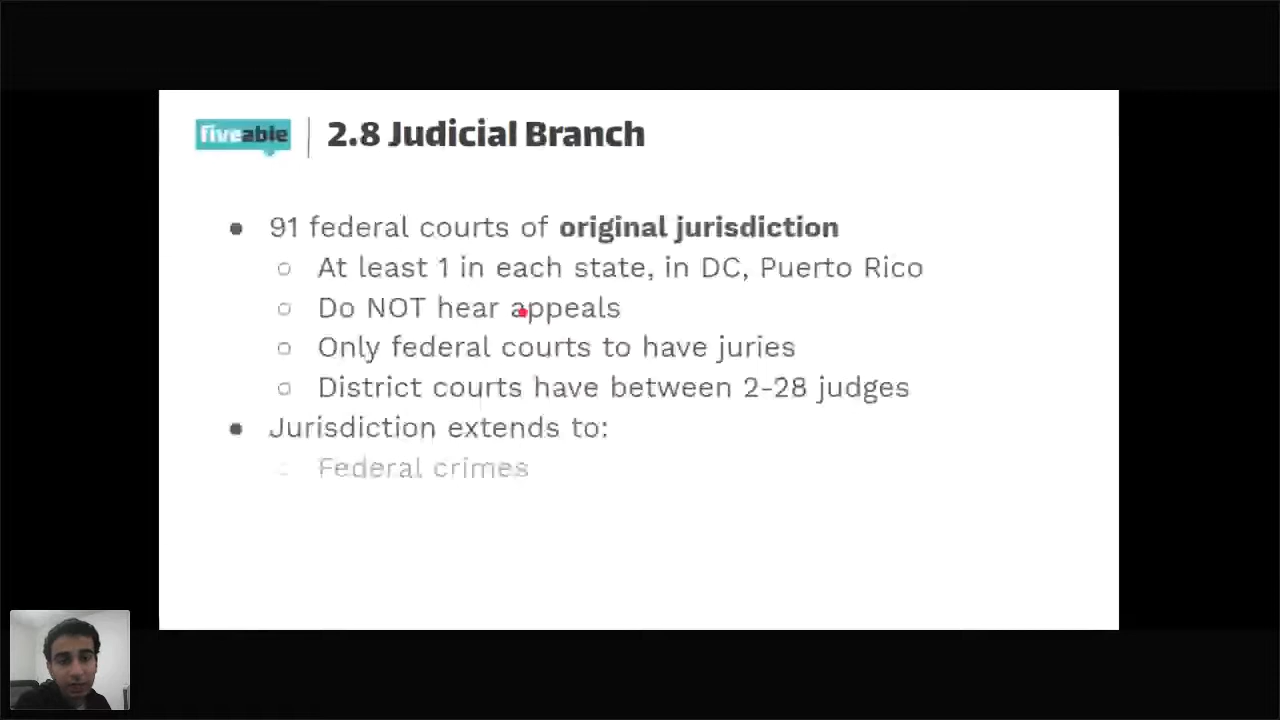 fiveable
2.8 Judicial Branch
● 91 federal courts of original jurisdiction
○ At least 1 in each state, in DC, Puerto Rico
○ Do NOT hear appeals
○ Only federal courts to have juries
○ District courts have between 2-28 judges
● Jurisdiction extends to:
○ Federal crimes